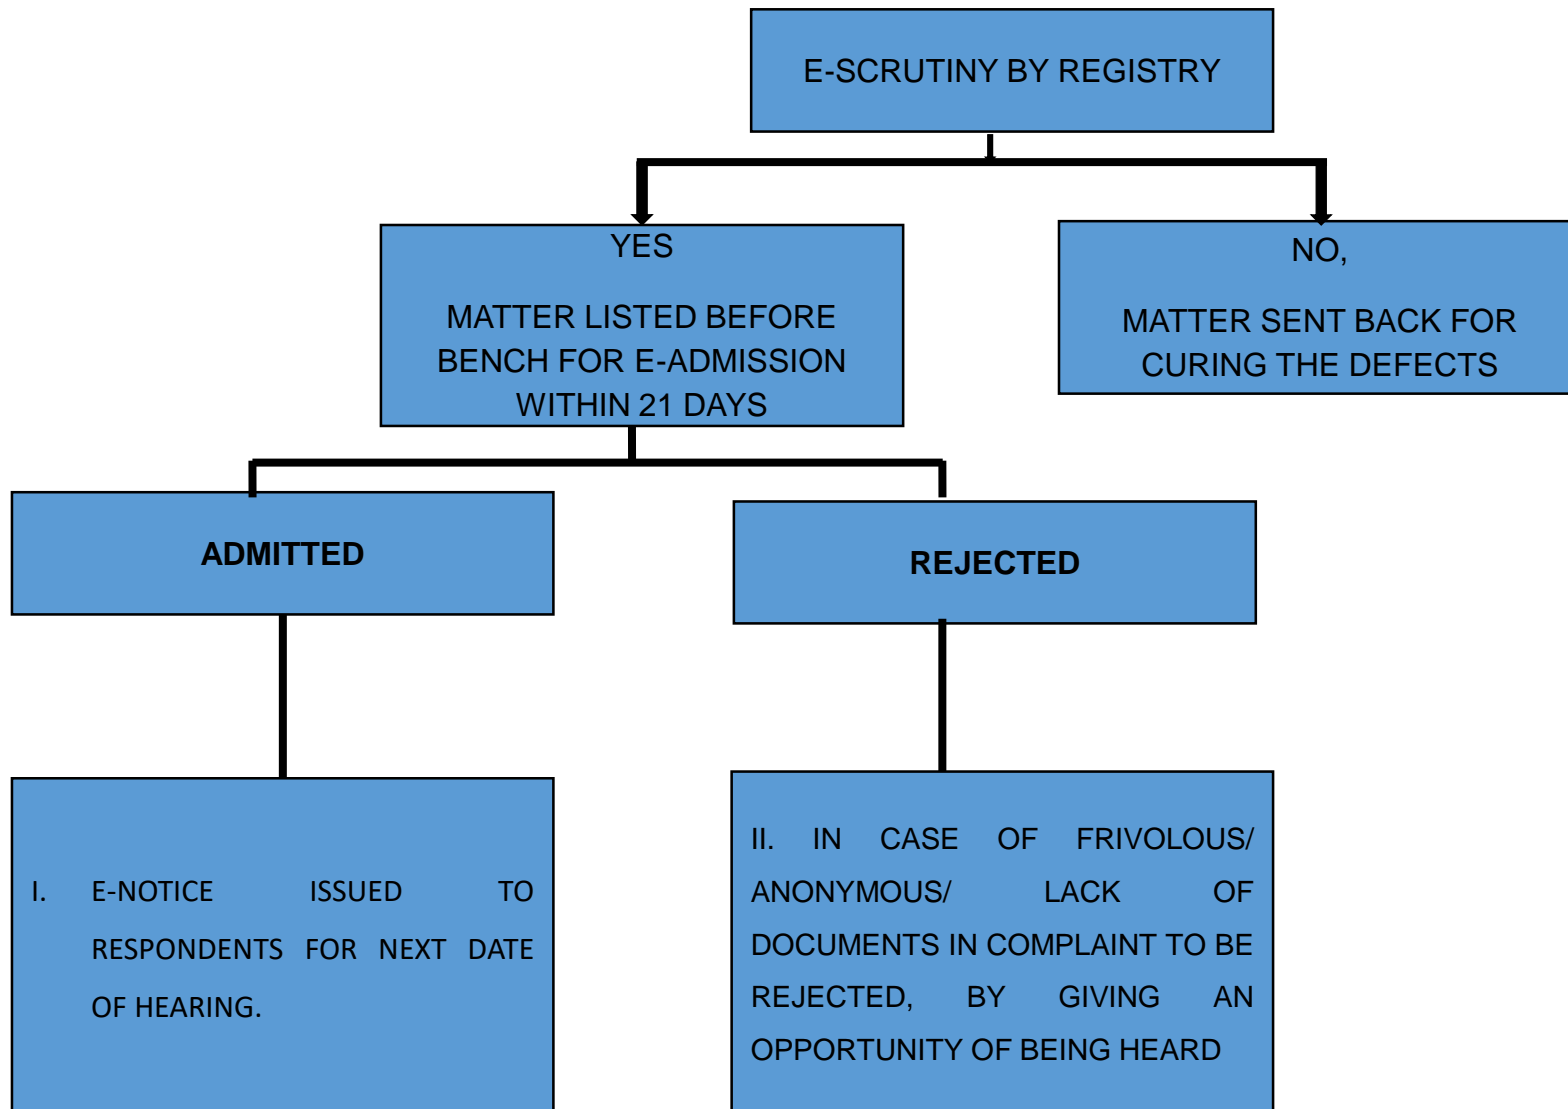 E-SCRUTINY BY REGISTRY
YES
MATTER LISTED BEFORE
BENCH FOR E-ADMISSION
WITHIN 21 DAYS
NO,
MATTER SENT BACK FOR
CURING THE DEFECTS
ADMITTED
REJECTED
I. E-NOTICE ISSUED TO
RESPONDENTS FOR NEXT DATE
OF HEARING.
II. IN CASE OF FRIVOLOUS/
ANONYMOUS/ LACK OF
DOCUMENTS IN COMPLAINT TO BE
REJECTED, BY GIVING AN
OPPORTUNITY OF BEING HEARD